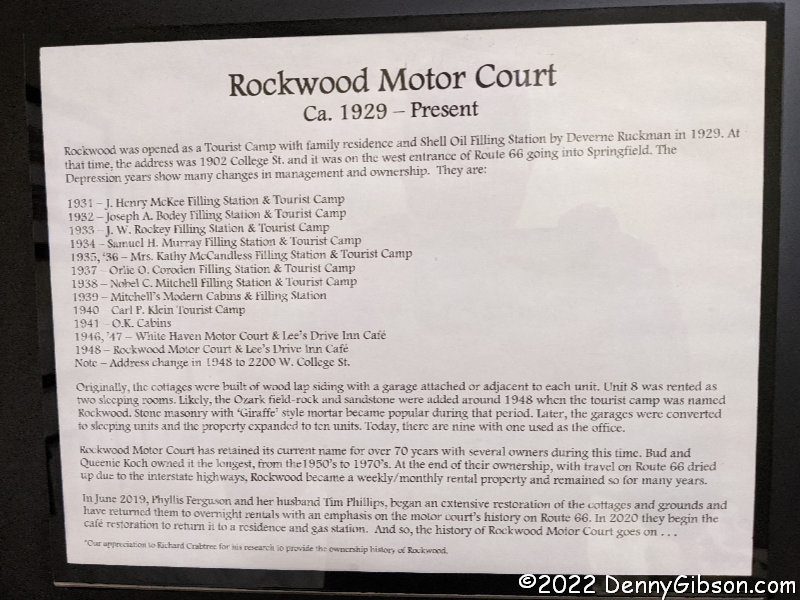 Rockwood Motor Court
Ca. 1929 – Present
Rockwood was opened as a Tourist Camp with family residence and Shell Oil Filling Station by Deverne Ruckman in 1929. At
that time, the address was 1902 College St. and it was on the west entrance of Route 66 going into Springfield. The
Depression years show many changes in management and ownership. They are:
1931 – J. Henry McKee Filling Station & Tourist Camp
1932 – Joseph A. Bodey Filling Station & Tourist Camp
1933 – J. W. Rockey Filling Station & Tourist Camp
1934 – Samuel H. Murray Filling Station & Tourist Camp
1935, '36 – Mrs. Kathy McCandless Filling Station & Tourist Camp
1937 – Orlie O. Coroden Filling Station & Tourist Camp
1938 – Nobel C. Mitchell Filling Station & Tourist Camp
1939 – Mitchell's Modern Cabins & Filling Station
1940 Carl P. Klein Tourist Camp
1941 – O.K. Cabins
1946, '47 – White Haven Motor Court & Lee's Drive Inn Café
1948 – Rockwood Motor Court & Lee's Drive Inn Café
Note – Address change in 1948 to 2200 W. College St.
Originally, the cottages were built of wood lap siding with a garage attached or adjacent to each unit. Unit 8 was rented as
two sleeping rooms. Likely, the Ozark field-rock and sandstone were added around 1948 when the tourist camp was named
Rockwood. Stone masonry with 'Giraffe' style mortar became popular during that period. Later, the garages were converted
to sleeping units and the property expanded to ten units. Today, there are nine with one used as the office.
Rockwood Motor Court has retained its current name for over 70 years with several owners during this time. Bud and
Queenie Koch owned it the longest, from the1950's to 1970's. At the end of their ownership, with travel on Route 66 dried
up due to the interstate highways, Rockwood became a weekly/monthly rental property and remained so for many years.
In June 2019, Phyllis Ferguson and her husband Tim Phillips, began an extensive restoration of the cottages and grounds and
have returned them to overnight rentals with an emphasis on the motor court's history on Route 66. In 2020 they begin the
café restoration to return it to a residence and gas station. And so, the history of Rockwood Motor Court goes on . . .
*Our appreciation to Richard Crabtree for his research to provide the ownership history of Rockwood.
©2022 DennyGibson.com